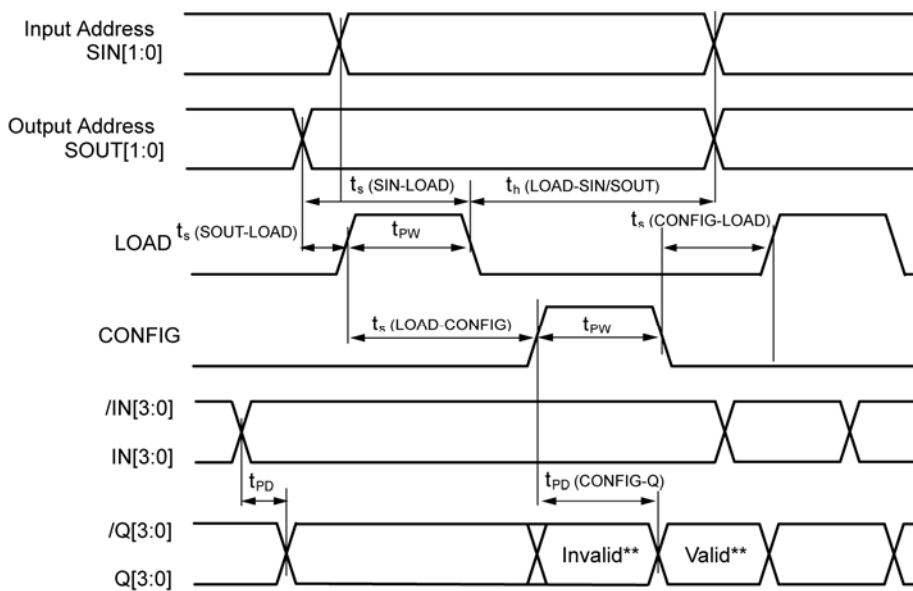 Input Address
SIN[1:0]
Output Address
SOUT[1:0]
ts (SIN-LOAD)
th (LOAD-SIN/SOUT)
ts (SOUT-LOAD)
ts (CONFIG-LOAD)
LOAD
tPW
ts (LOAD-CONFIG)
CONFIG
tPW
/IN[3:0]
IN[3:0]
tPD
tPD (CONFIG-Q)
/Q[3:0]
Invalid**
Valid**
Q[3:0]